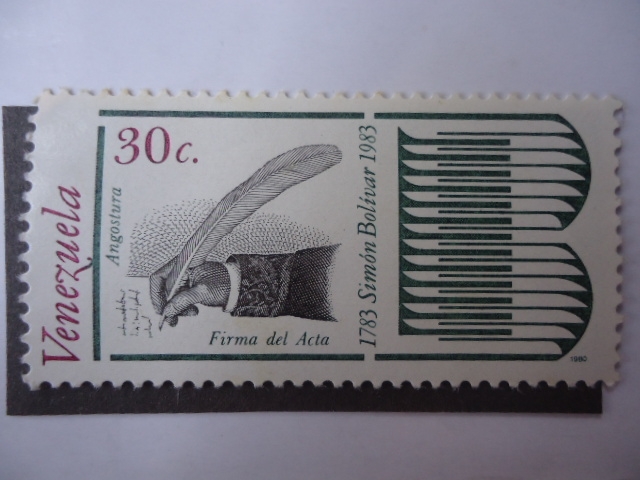 Venezuela
30c.
Angostura
Firma del Acta
1783 Simón Bolívar 1983
1980